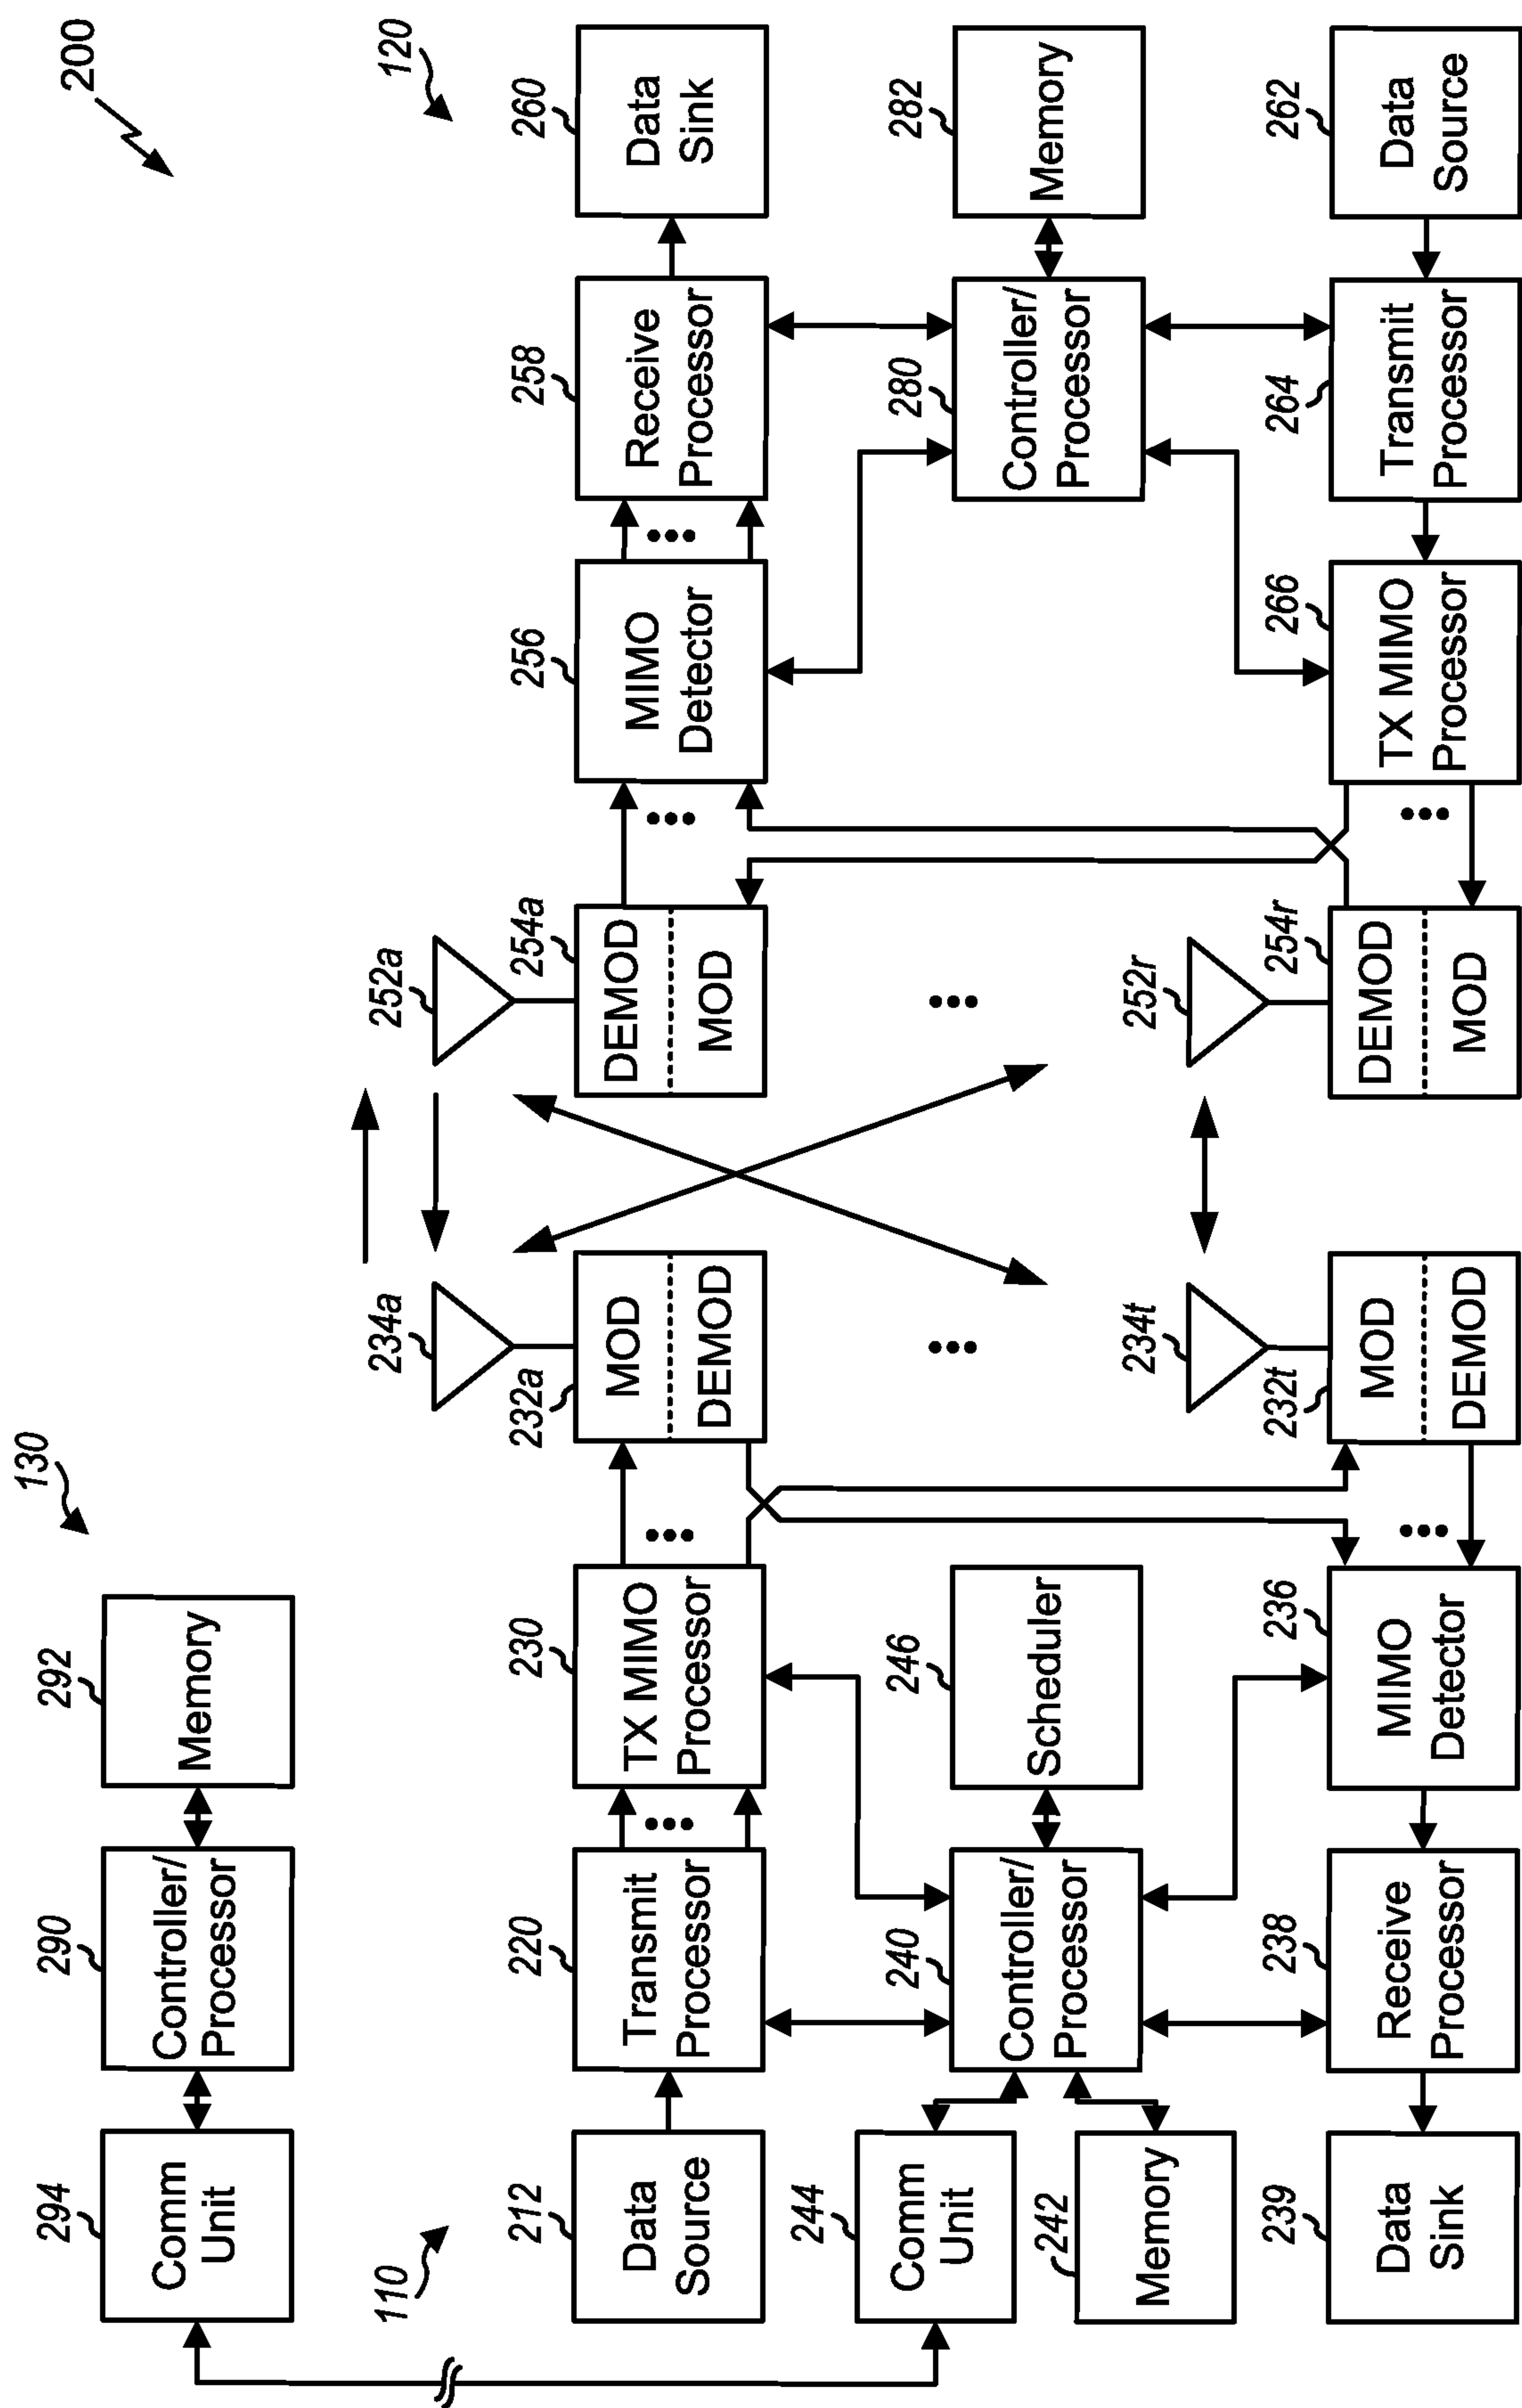 200
130
294
Comm
Unit
290
Controller/
Processor
292
Memory
110
120
212
Data
Source
220
Transmit
Processor
230
TX MIMO
Processor
232a
MOD
DEMOD
234a
252a
254a
DEMOD
MOD
256
MIMO
Detector
258
Receive
Processor
260
Data
Sink
244
Comm
Unit
242
Memory
240
Controller/
Processor
246
Scheduler
280
Controller/
Processor
282
Memory
239
Data
Sink
238
Receive
Processor
236
MIMO
Detector
232t
MOD
DEMOD
234t
252r
254r
DEMOD
MOD
266
TX MIMO
Processor
264
Transmit
Processor
262
Data
Source